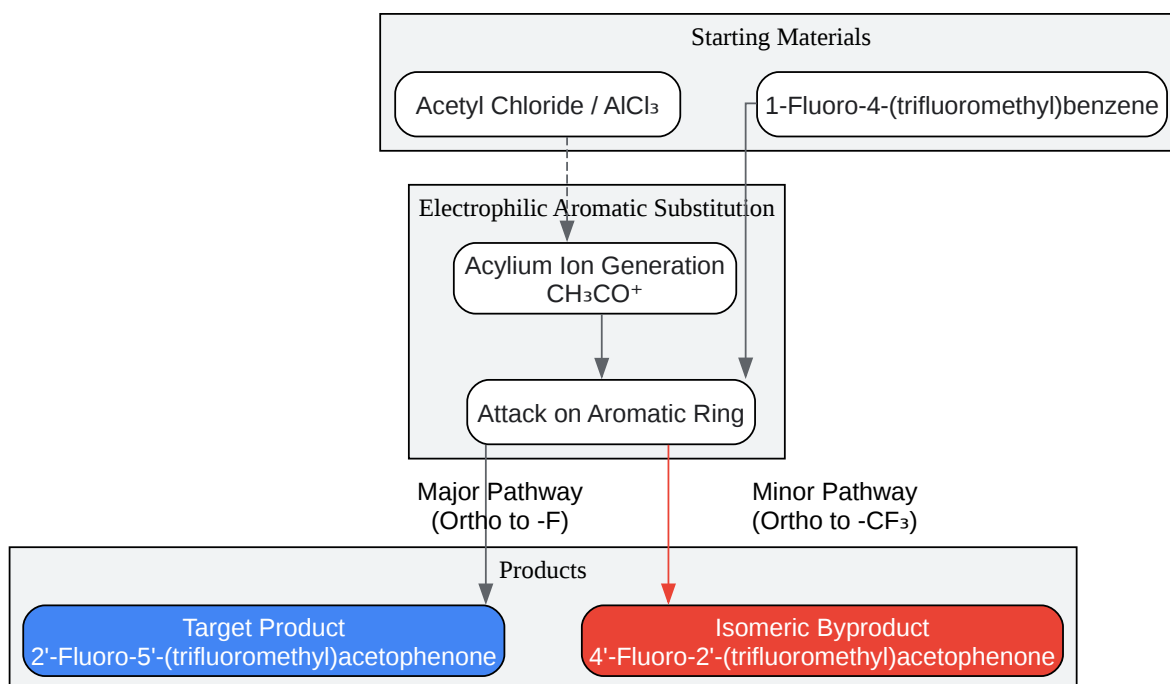 Starting Materials
Acetyl Chloride / AlCl₃
1-Fluoro-4-(trifluoromethyl)benzene
Electrophilic Aromatic Substitution
Acylium Ion Generation
CH₃CO⁺
Attack on Aromatic Ring
Major Pathway
(Ortho to -F)
Minor Pathway
(Ortho to -CF₃)
Products
Target Product
2'-Fluoro-5'-(trifluoromethyl)acetophenone
Isomeric Byproduct
4'-Fluoro-2'-(trifluoromethyl)acetophenone